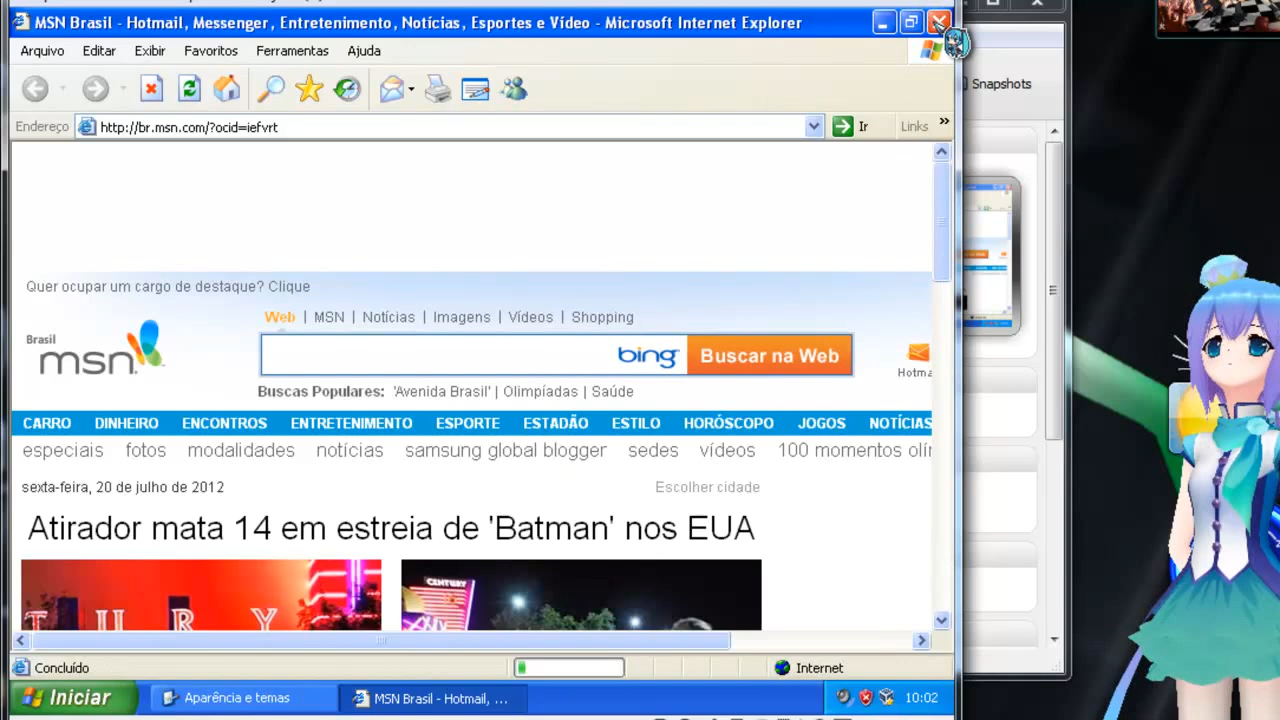 MSN Brasil - Hotmail, Messenger, Entretenimento, Notícias, Esportes e Vídeo - Microsoft Internet Explorer
Arquivo Editar Exibir Favoritos Ferramentas Ajuda
Snapshots
Endereço http://br.msn.com/?ocid=iefvrt Ir Links »
Quer ocupar um cargo de destaque? Clique
Web | MSN | Notícias | Imagens | Vídeos | Shopping
Brasil
msn.
bing Buscar na Web
Hotma
Buscas Populares: 'Avenida Brasil' | Olimpíadas | Saúde
CARRO DINHEIRO ENCONTROS ENTRETENIMENTO ESPORTE ESTADÃO ESTILO HORÓSCOPO JOGOS NOTÍCIAS
especiais fotos modalidades notícias samsung global blogger sedes vídeos 100 momentos olí
sexta-feira, 20 de julho de 2012 Escolher cidade
Atirador mata 14 em estreia de 'Batman' nos EUA
CENTURY
T U R Y
Concluído Internet
Iniciar Aparência e temas MSN Brasil - Hotmail, ... 10:02